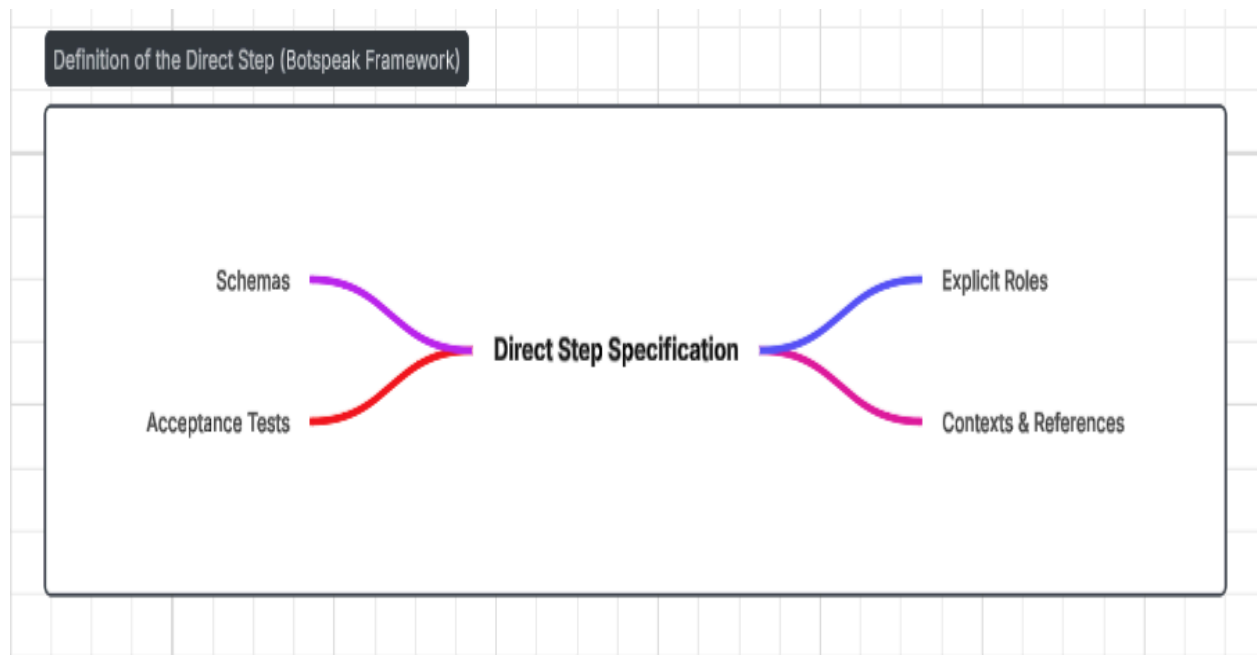 Definition of the Direct Step (Botspeak Framework)
Schemas
Explicit Roles
Direct Step Specification
Acceptance Tests
Contexts & References